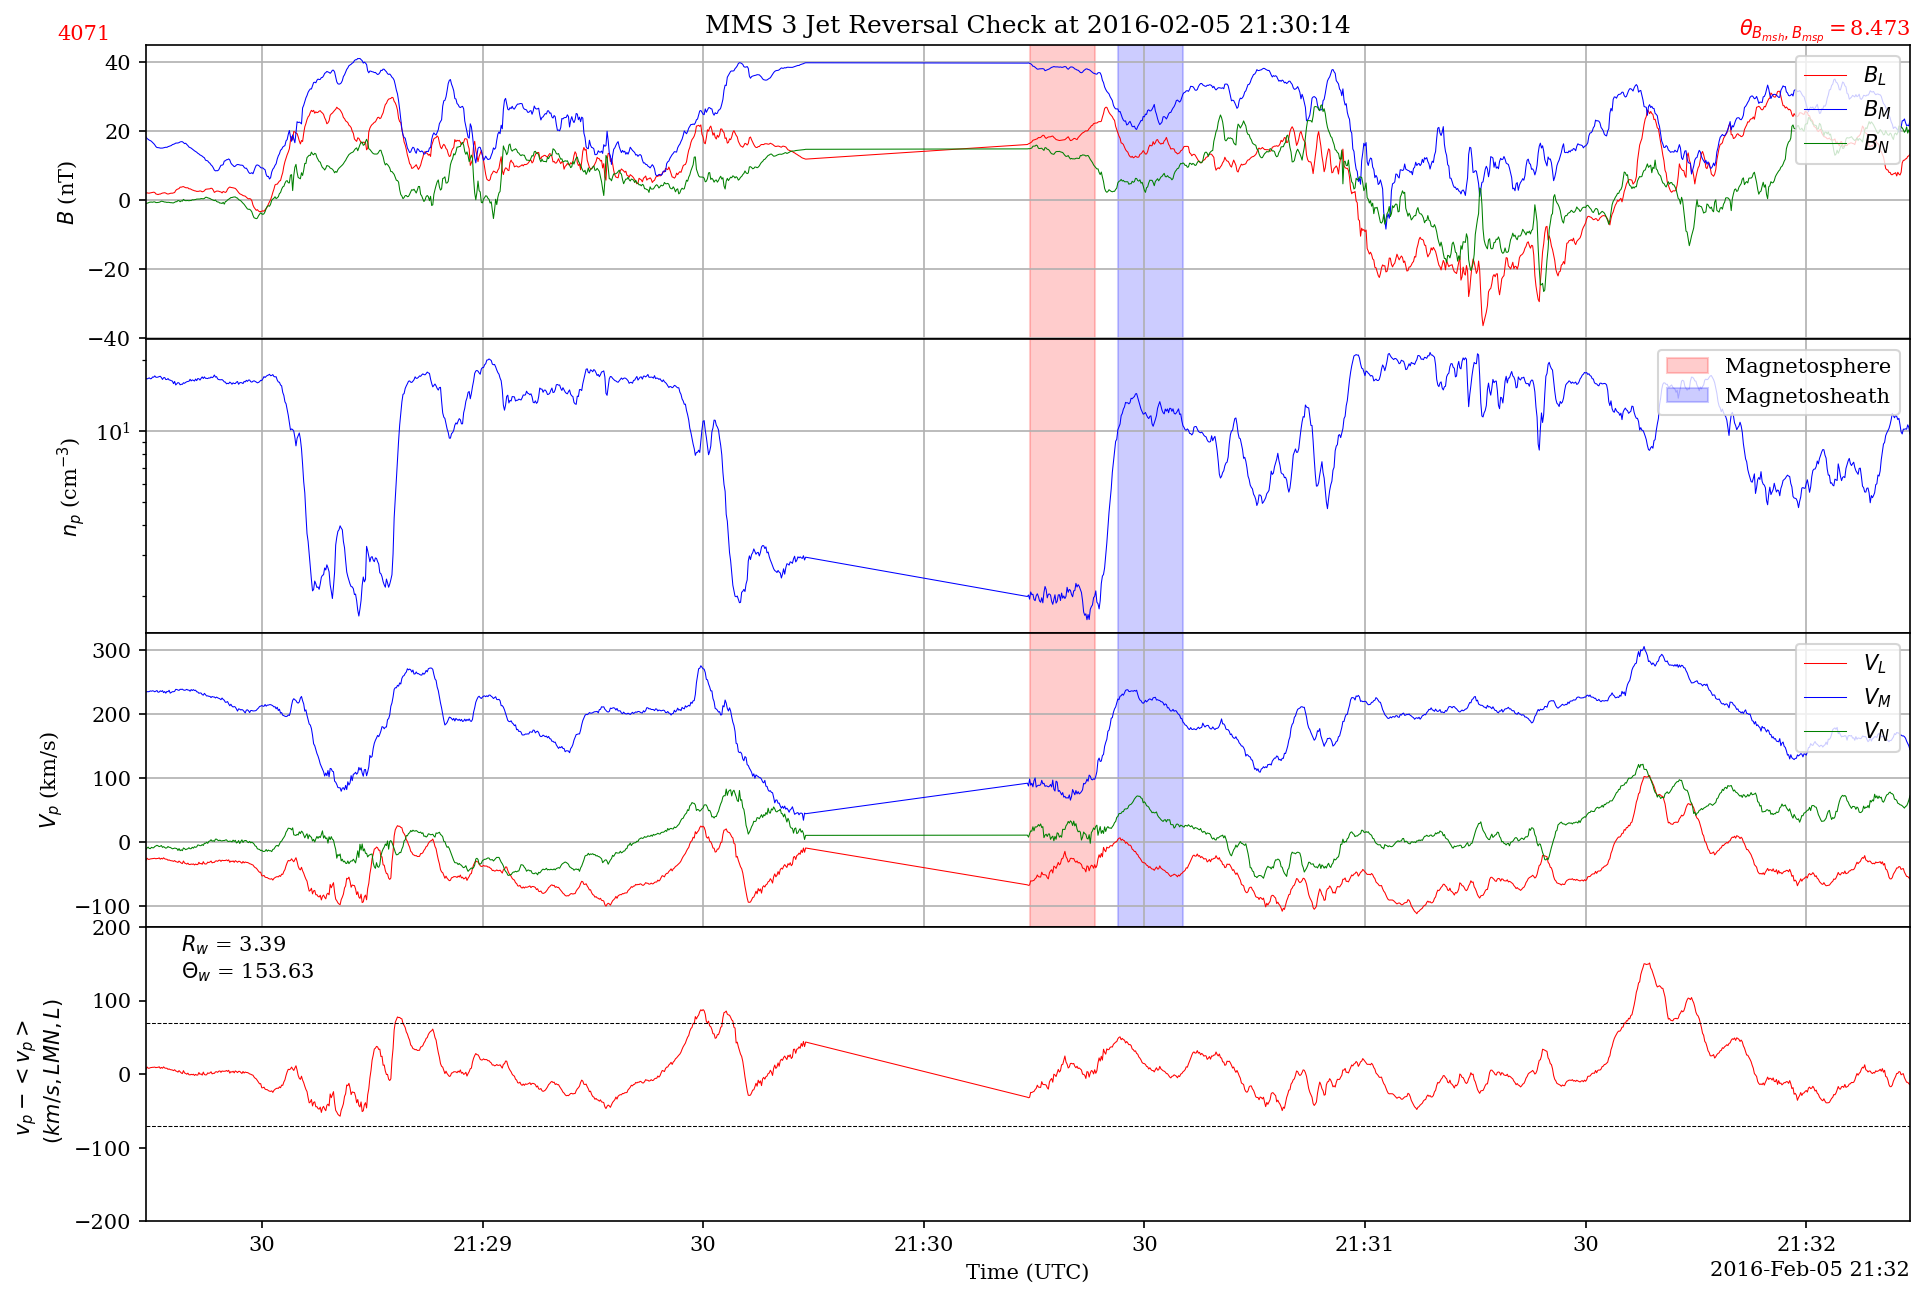 MMS 3 Jet Reversal Check at 2016-02-05 21:30:14
4071
θ_{B_{msh}, B_{msp}} = 8.473
B (nT)
40
20
0
−20
−40
B_L
B_M
B_N
n_p (cm^{−3})
10^1
Magnetosphere
Magnetosheath
V_p (km/s)
300
200
100
0
−100
V_L
V_M
V_N
v_p − < v_p >
(km/s, LMN, L)
200
100
0
−100
−200
R_w = 3.39
Θ_w = 153.63
30 21:29 30 21:30 30 21:31 30 21:32
Time (UTC)
2016-Feb-05 21:32